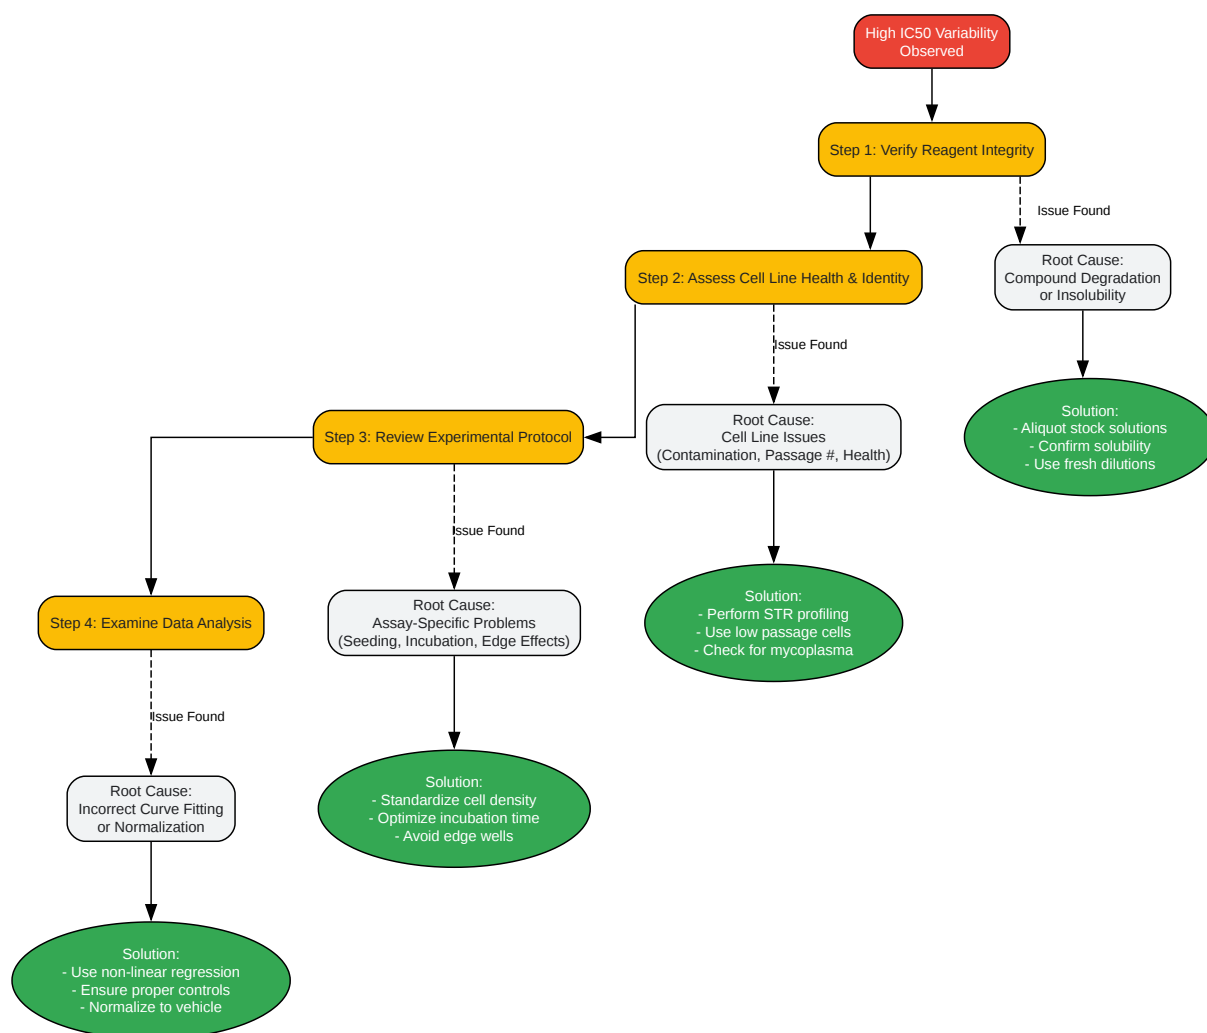 High IC50 Variability
Observed
Step 1: Verify Reagent Integrity
Issue Found
Step 2: Assess Cell Line Health & Identity
Root Cause:
Compound Degradation
or Insolubility
Issue Found
Solution:
- Aliquot stock solutions
- Confirm solubility
- Use fresh dilutions
Step 3: Review Experimental Protocol
Root Cause:
Cell Line Issues
(Contamination, Passage #, Health)
Issue Found
Solution:
- Perform STR profiling
- Use low passage cells
- Check for mycoplasma
Step 4: Examine Data Analysis
Root Cause:
Assay-Specific Problems
(Seeding, Incubation, Edge Effects)
Issue Found
Solution:
- Standardize cell density
- Optimize incubation time
- Avoid edge wells
Root Cause:
Incorrect Curve Fitting
or Normalization
Solution:
- Use non-linear regression
- Ensure proper controls
- Normalize to vehicle